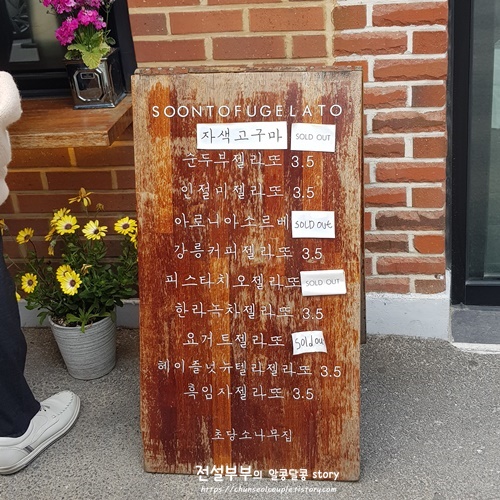 SOONTOFUGELATO
자색고구마 SOLD OUT
순두부젤라또 3.5
인절미젤라또 3.5
아로니아소르베 SOLD OUt
강릉커피젤라또 3.5
피스타치오젤라또 SOLD OUT
한라녹차젤라또 3.5
요거트젤라또 Sold ou
헤이즐넛뉴텔라젤라또 3.5
흑임자젤라또 3.5
초당소나무집
전설부부의 알콩달콩 story
https://chunseolcouple.tistory.com